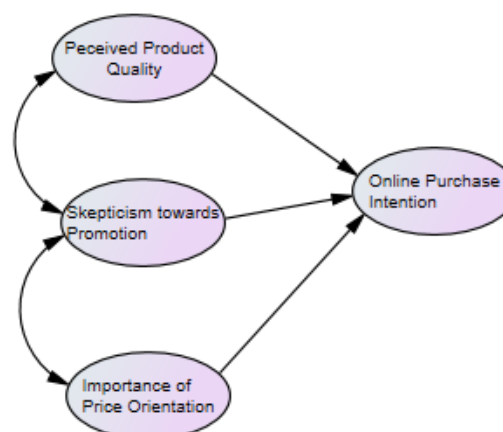 Peceived Product
Quality
Skepticism towards
Promotion
Importance of
Price Orientation
Online Purchase
Intention